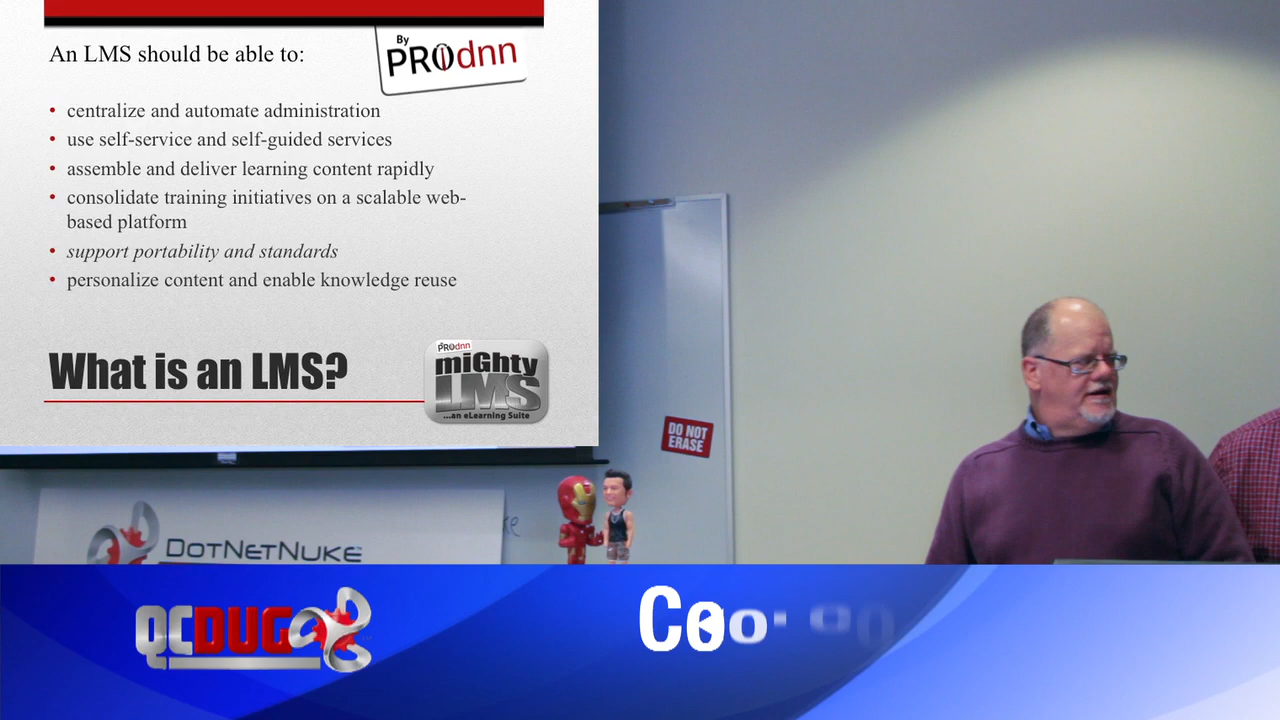 An LMS should be able to:
By
PROdnn
• centralize and automate administration
• use self-service and self-guided services
• assemble and deliver learning content rapidly
• consolidate training initiatives on a scalable web-
based platform
• support portability and standards
• personalize content and enable knowledge reuse
What is an LMS?
PROdnn
miGhty
LMS
...an eLearning Suite
DO NOT
ERASE
DOTNETNUKE
QCDUG